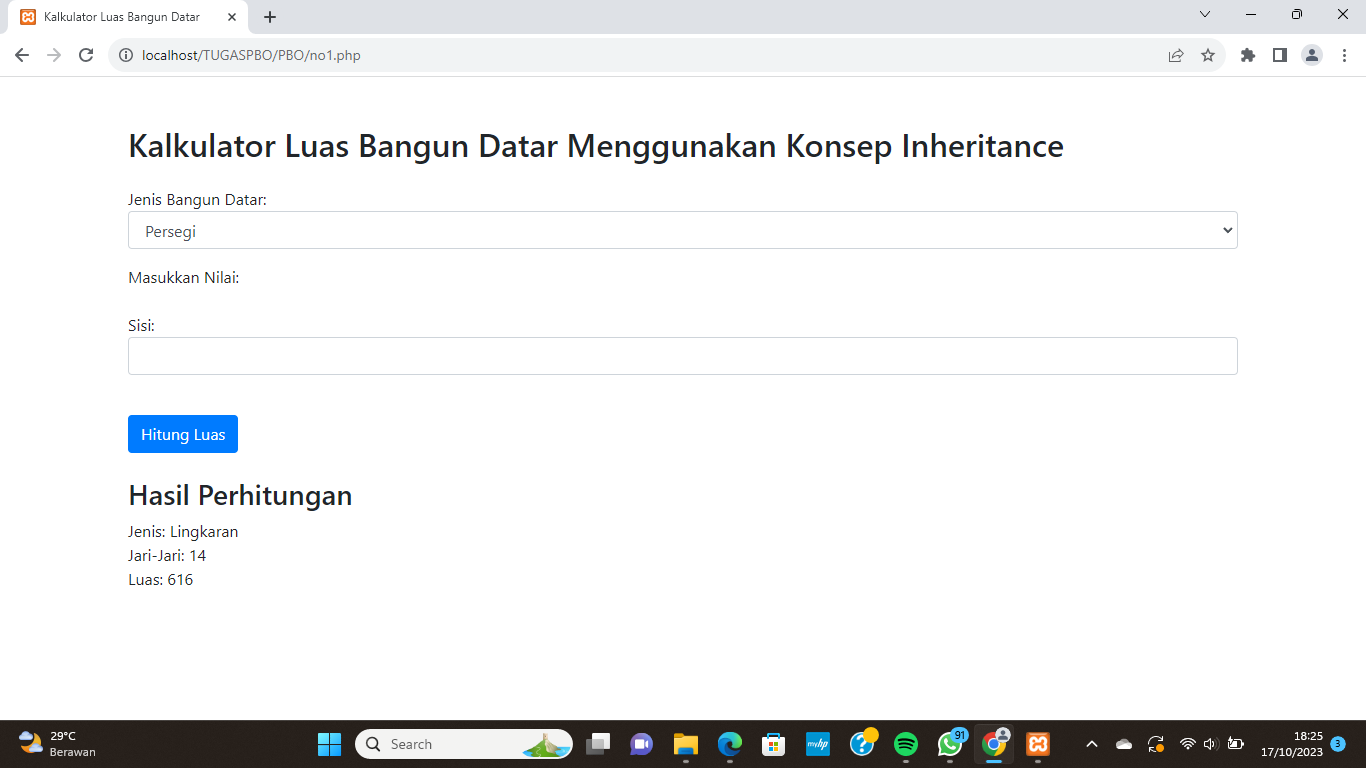 Kalkulator Luas Bangun Datar
localhost/TUGASPBO/PBO/no1.php
Kalkulator Luas Bangun Datar Menggunakan Konsep Inheritance
Jenis Bangun Datar:
Persegi
Masukkan Nilai:
Sisi:
Hitung Luas
Hasil Perhitungan
Jenis: Lingkaran
Jari-Jari: 14
Luas: 616
29°C
Berawan
Search
myhp
91
18:25
17/10/2023
3